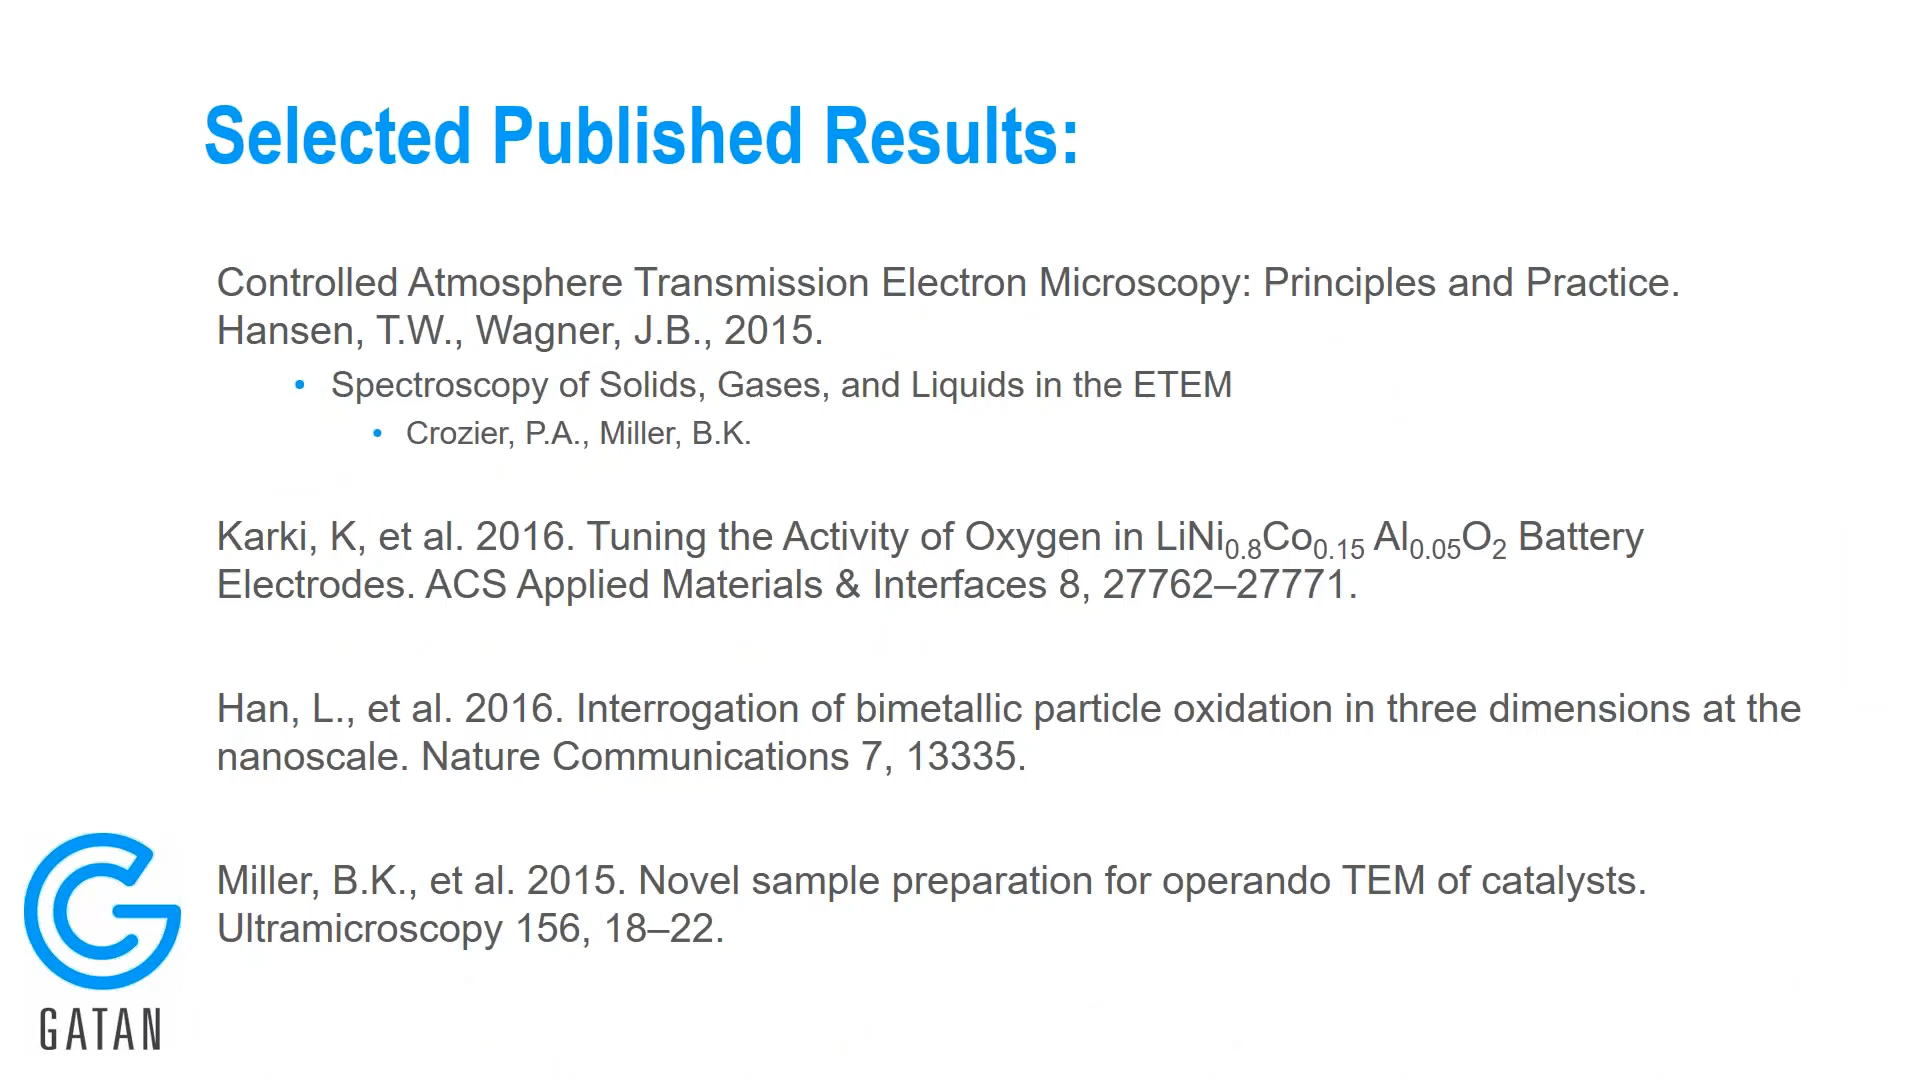 Selected Published Results:
Controlled Atmosphere Transmission Electron Microscopy: Principles and Practice.
Hansen, T.W., Wagner, J.B., 2015.
• Spectroscopy of Solids, Gases, and Liquids in the ETEM
• Crozier, P.A., Miller, B.K.
Karki, K, et al. 2016. Tuning the Activity of Oxygen in LiNi₀.₈Co₀.₁₅ Al₀.₀₅O₂ Battery
Electrodes. ACS Applied Materials & Interfaces 8, 27762–27771.
Han, L., et al. 2016. Interrogation of bimetallic particle oxidation in three dimensions at the
nanoscale. Nature Communications 7, 13335.
Miller, B.K., et al. 2015. Novel sample preparation for operando TEM of catalysts.
Ultramicroscopy 156, 18–22.
GATAN